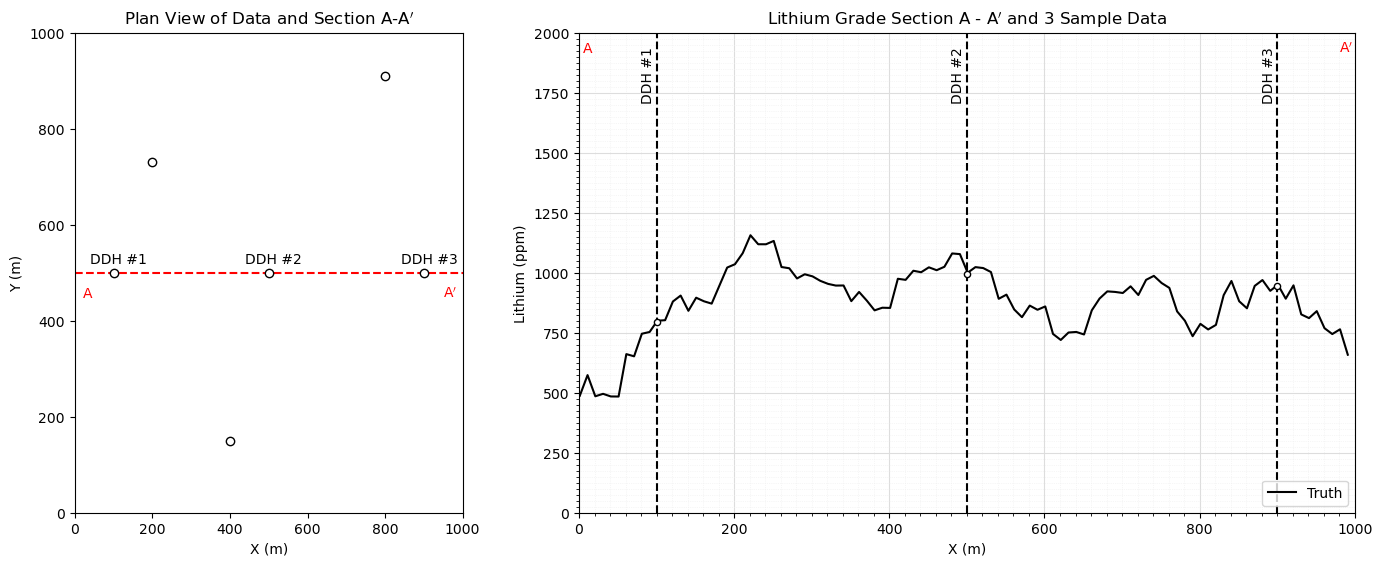 Plan View of Data and Section A-A′
1000
800
600
400
200
0
Y (m)
DDH #1
DDH #2
DDH #3
A
A′
0
200
400
600
800
1000
X (m)
Lithium Grade Section A - A′ and 3 Sample Data
2000
1750
1500
1250
1000
750
500
250
0
Lithium (ppm)
A
A′
DDH #1
DDH #2
DDH #3
Truth
0
200
400
600
800
1000
X (m)